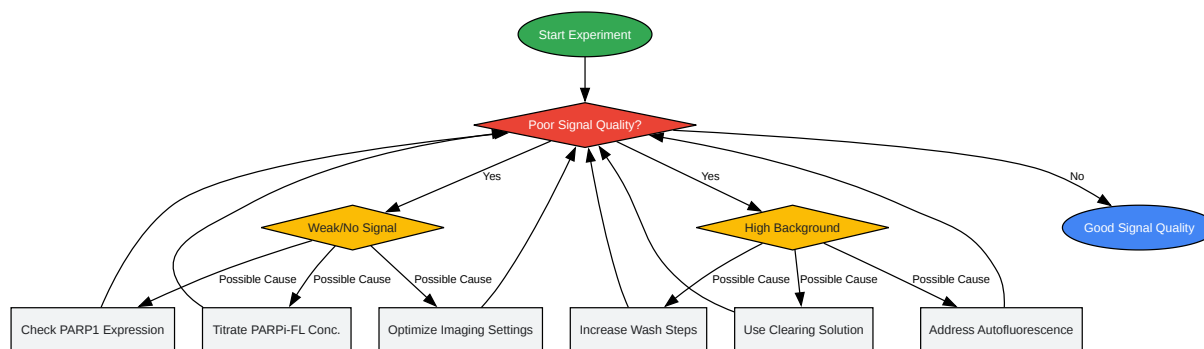 Start Experiment
Poor Signal Quality?
Yes
Yes
No
Weak/No Signal
High Background
Good Signal Quality
Possible Cause
Possible Cause
Possible Cause
Possible Cause
Possible Cause
Possible Cause
Check PARP1 Expression
Titrate PARPi-FL Conc.
Optimize Imaging Settings
Increase Wash Steps
Use Clearing Solution
Address Autofluorescence